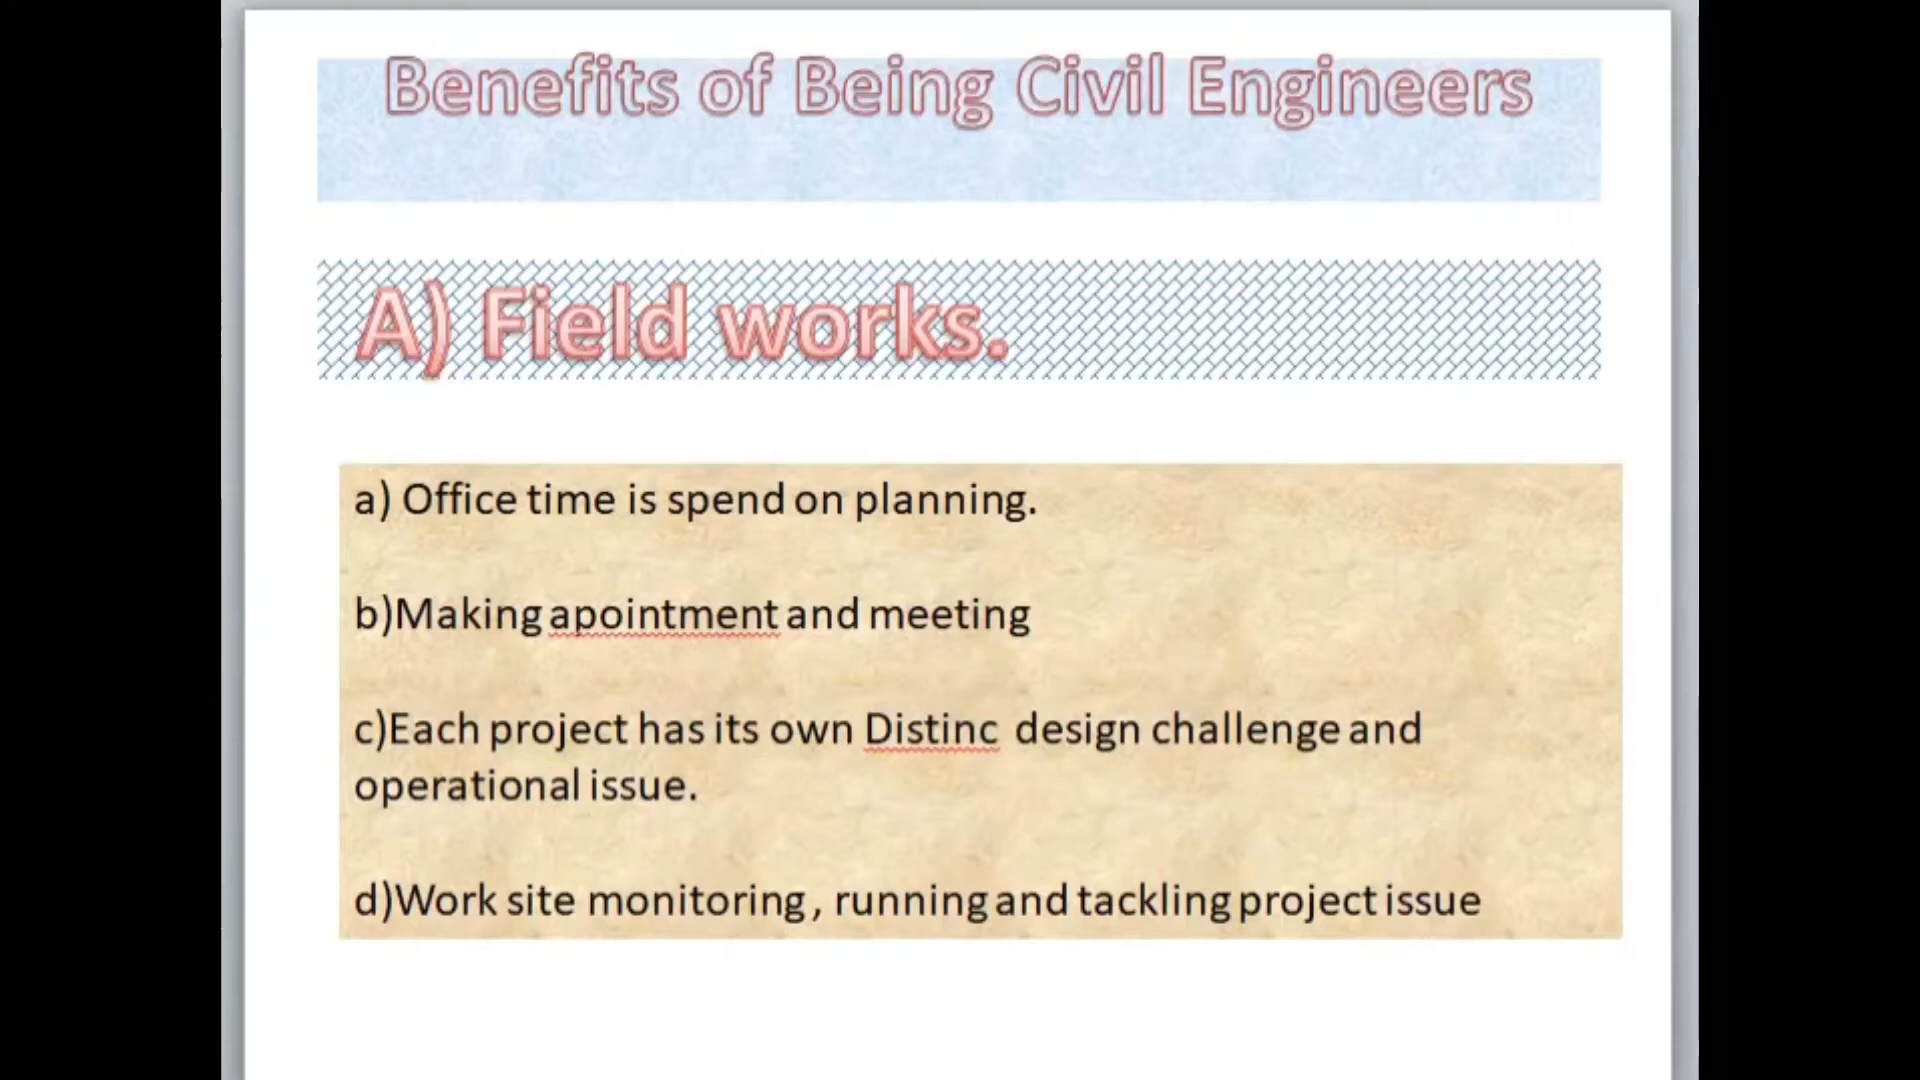 Benefits of Being Civil Engineers
A) Field works.
a) Office time is spend on planning.
b)Making apointment and meeting
c)Each project has its own Distinc design challenge and
operational issue.
d)Work site monitoring, running and tackling project issue